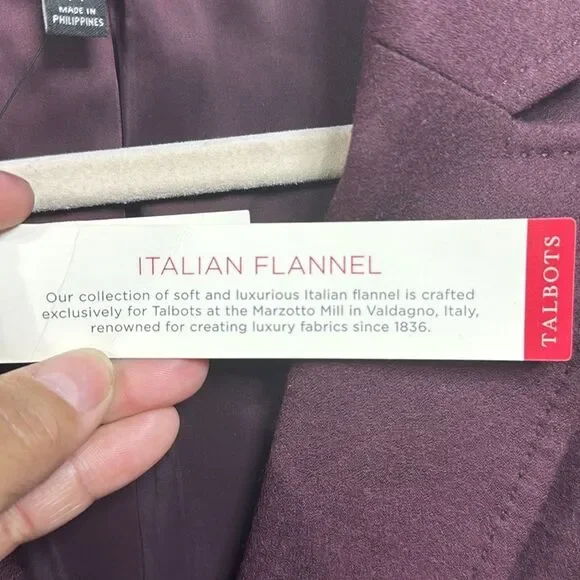 MADE IN
PHILIPPINES
ITALIAN FLANNEL
Our collection of soft and luxurious Italian flannel is crafted
exclusively for Talbots at the Marzotto Mill in Valdagno, Italy,
renowned for creating luxury fabrics since 1836.
TALBOTS